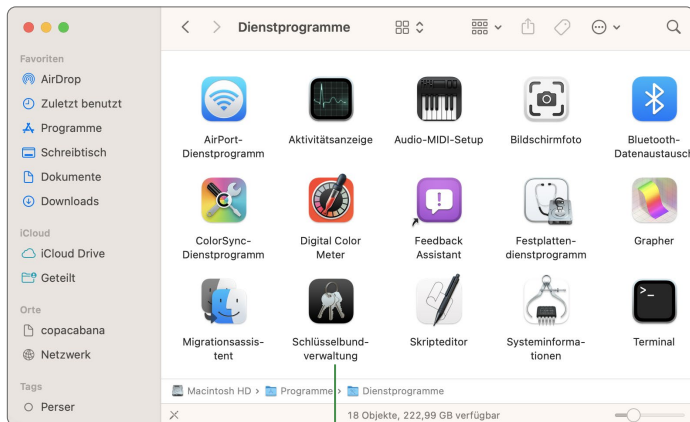 Dienstprogramme
Favoriten
AirDrop
Zuletzt benutzt
Programme
Schreibtisch
Dokumente
Downloads
iCloud
iCloud Drive
Geteilt
Orte
copacabana
Netzwerk
Tags
Perser
AirPort-
Dienstprogramm
Aktivitätsanzeige
Audio-MIDI-Setup
Bildschirmfoto
Bluetooth-
Datenaustausch
ColorSync-
Dienstprogramm
Digital Color
Meter
Feedback
Assistant
Festplatten-
dienstprogramm
Grapher
Migrationsassis-
tent
Schlüsselbund-
verwaltung
Skripteditor
Systeminforma-
tionen
>_
Terminal
Macintosh HD > Programme > Dienstprogramme
18 Objekte, 222,99 GB verfügbar